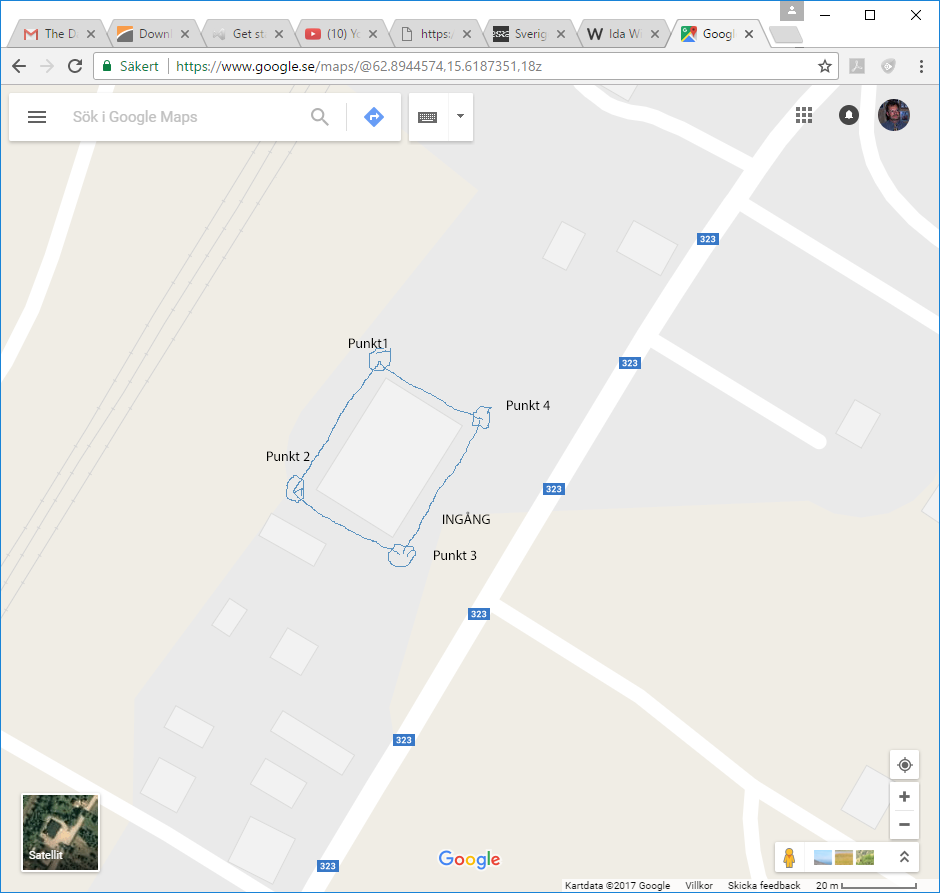 The D
Downl
Get st
(10) Yo
https:/
Sverig
Ida Wi
Googl
Säkert
https://www.google.se/maps/@62.8944574,15.6187351,18z
Sök i Google Maps
323
Punkt1
323
Punkt 4
Punkt 2
323
INGÅNG
Punkt 3
323
323
Satellit
Google
323
Kartdata ©2017 Google Villkor Skicka feedback 20 m